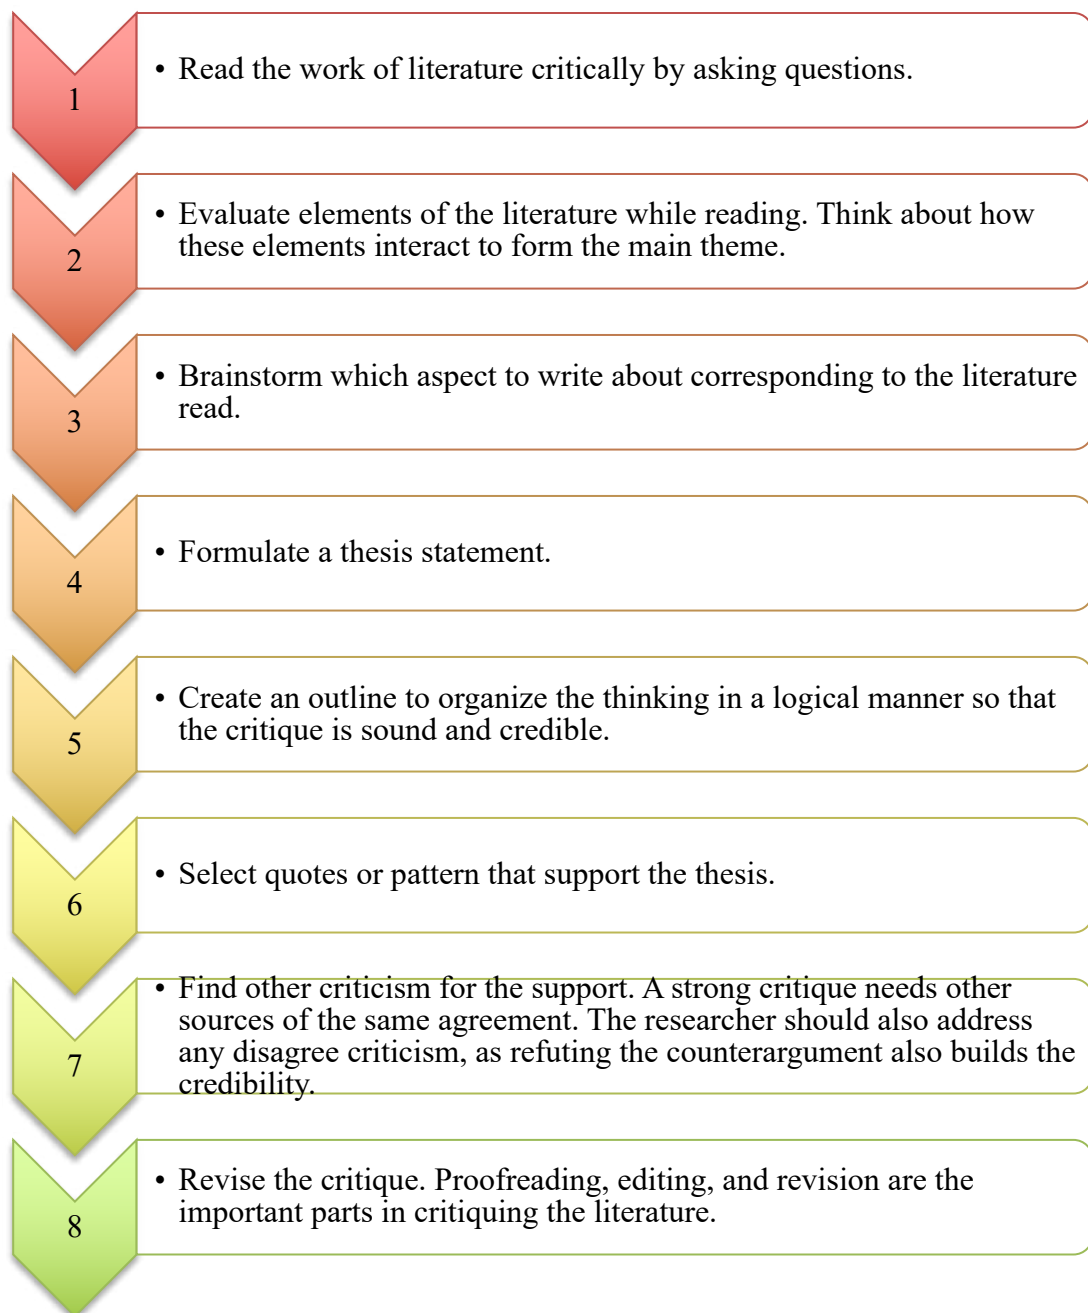 1
• Read the work of literature critically by asking questions.
2
• Evaluate elements of the literature while reading. Think about how
these elements interact to form the main theme.
3
• Brainstorm which aspect to write about corresponding to the literature
read.
4
• Formulate a thesis statement.
5
• Create an outline to organize the thinking in a logical manner so that
the critique is sound and credible.
6
• Select quotes or pattern that support the thesis.
7
• Find other criticism for the support. A strong critique needs other
sources of the same agreement. The researcher should also address
any disagree criticism, as refuting the counterargument also builds the
credibility.
8
• Revise the critique. Proofreading, editing, and revision are the
important parts in critiquing the literature.